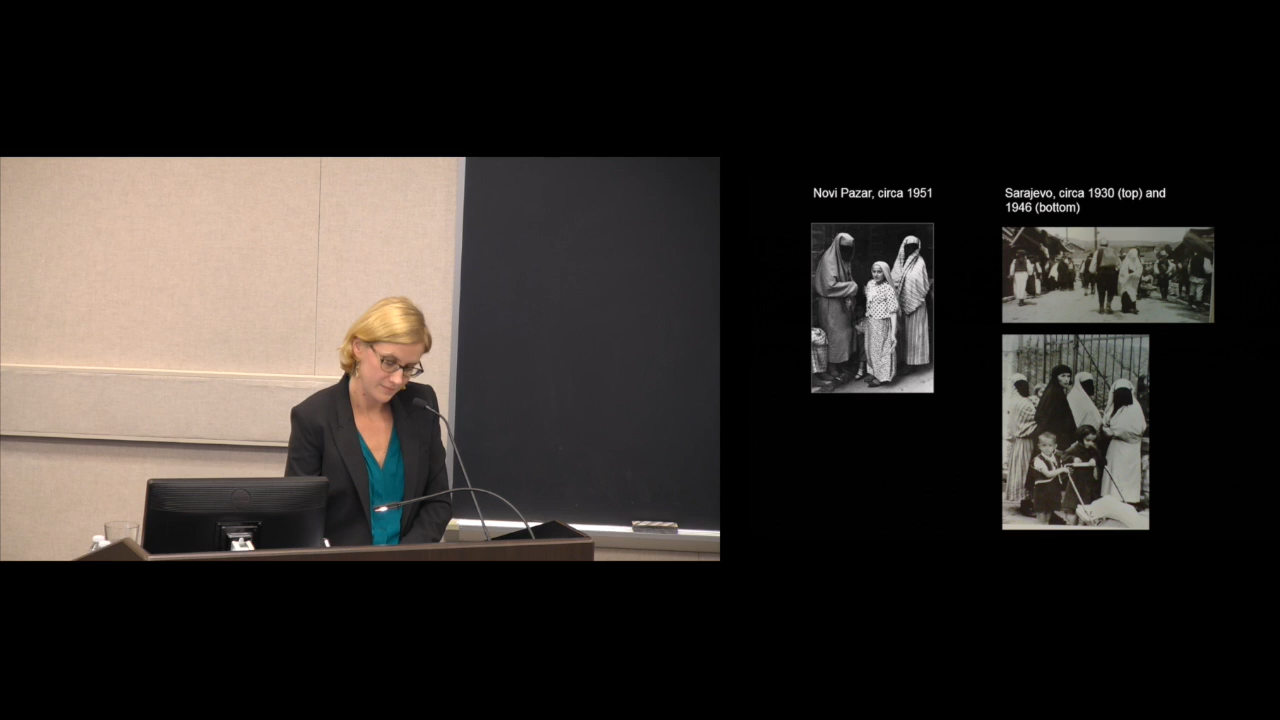 Novi Pazar, circa 1951
Sarajevo, circa 1930 (top) and
1946 (bottom)